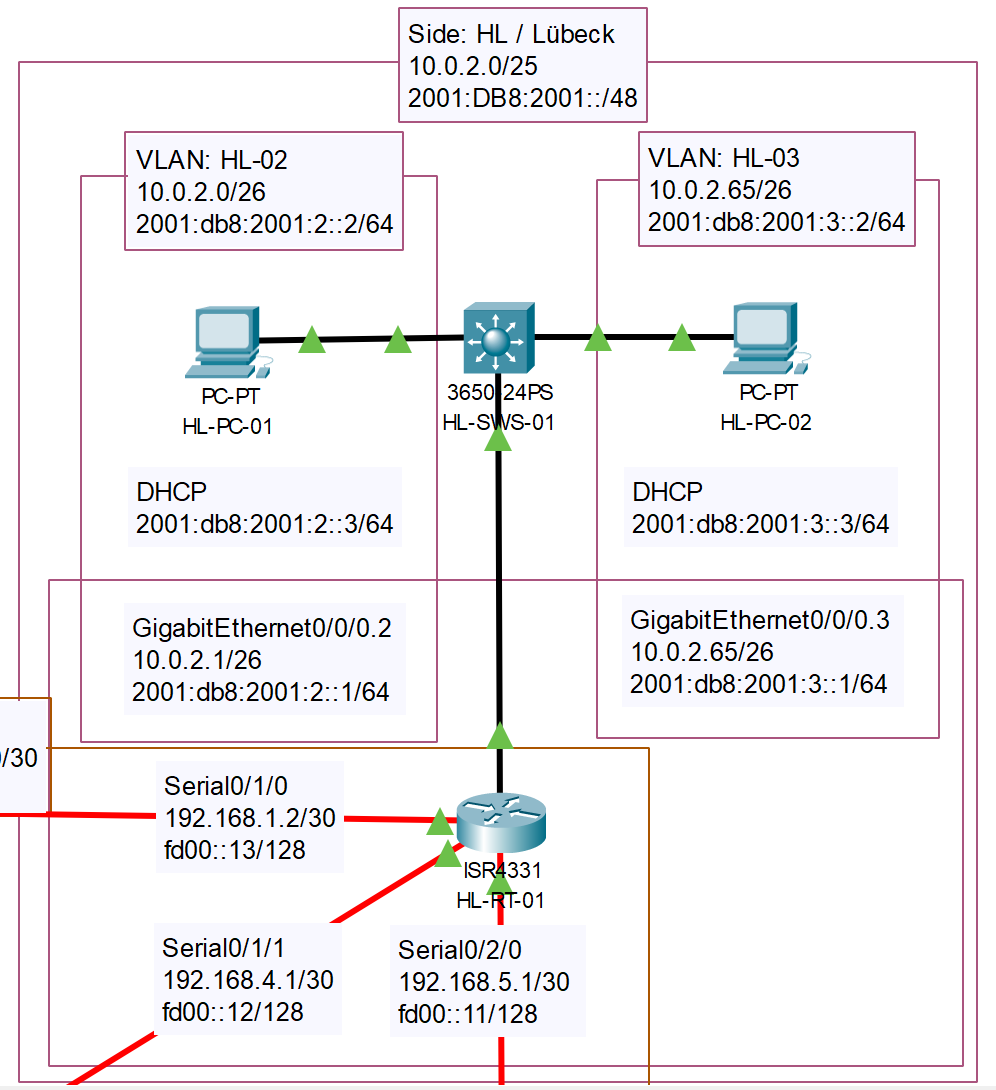 Side: HL / Lübeck
10.0.2.0/25
2001:DB8:2001::/48
VLAN: HL-02
10.0.2.0/26
2001:db8:2001:2::2/64
VLAN: HL-03
10.0.2.65/26
2001:db8:2001:3::2/64
PC-PT
HL-PC-01
3650-24PS
HL-SWS-01
PC-PT
HL-PC-02
DHCP
2001:db8:2001:2::3/64
DHCP
2001:db8:2001:3::3/64
GigabitEthernet0/0/0.2
10.0.2.1/26
2001:db8:2001:2::1/64
GigabitEthernet0/0/0.3
10.0.2.65/26
2001:db8:2001:3::1/64
/30
Serial0/1/0
192.168.1.2/30
fd00::13/128
ISR4331
HL-RT-01
Serial0/1/1
192.168.4.1/30
fd00::12/128
Serial0/2/0
192.168.5.1/30
fd00::11/128